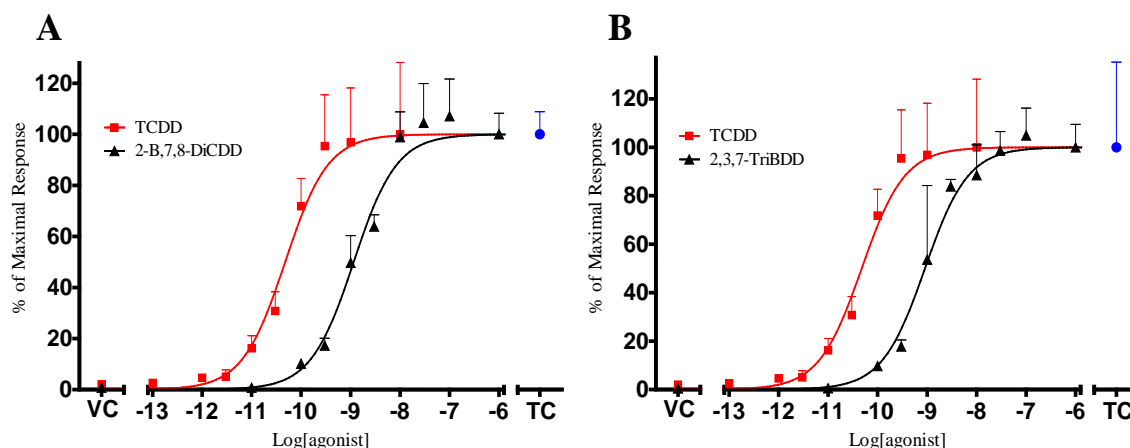 A
% of Maximal Response
120
100
80
60
40
20
0
TCDD
2-B,7,8-DiCDD
VC -13 -12 -11 -10 -9 -8 -7 -6 TC
Log[agonist]
B
% of Maximal Response
120
100
80
60
40
20
0
TCDD
2,3,7-TriBDD
VC -13 -12 -11 -10 -9 -8 -7 -6 TC
Log[agonist]